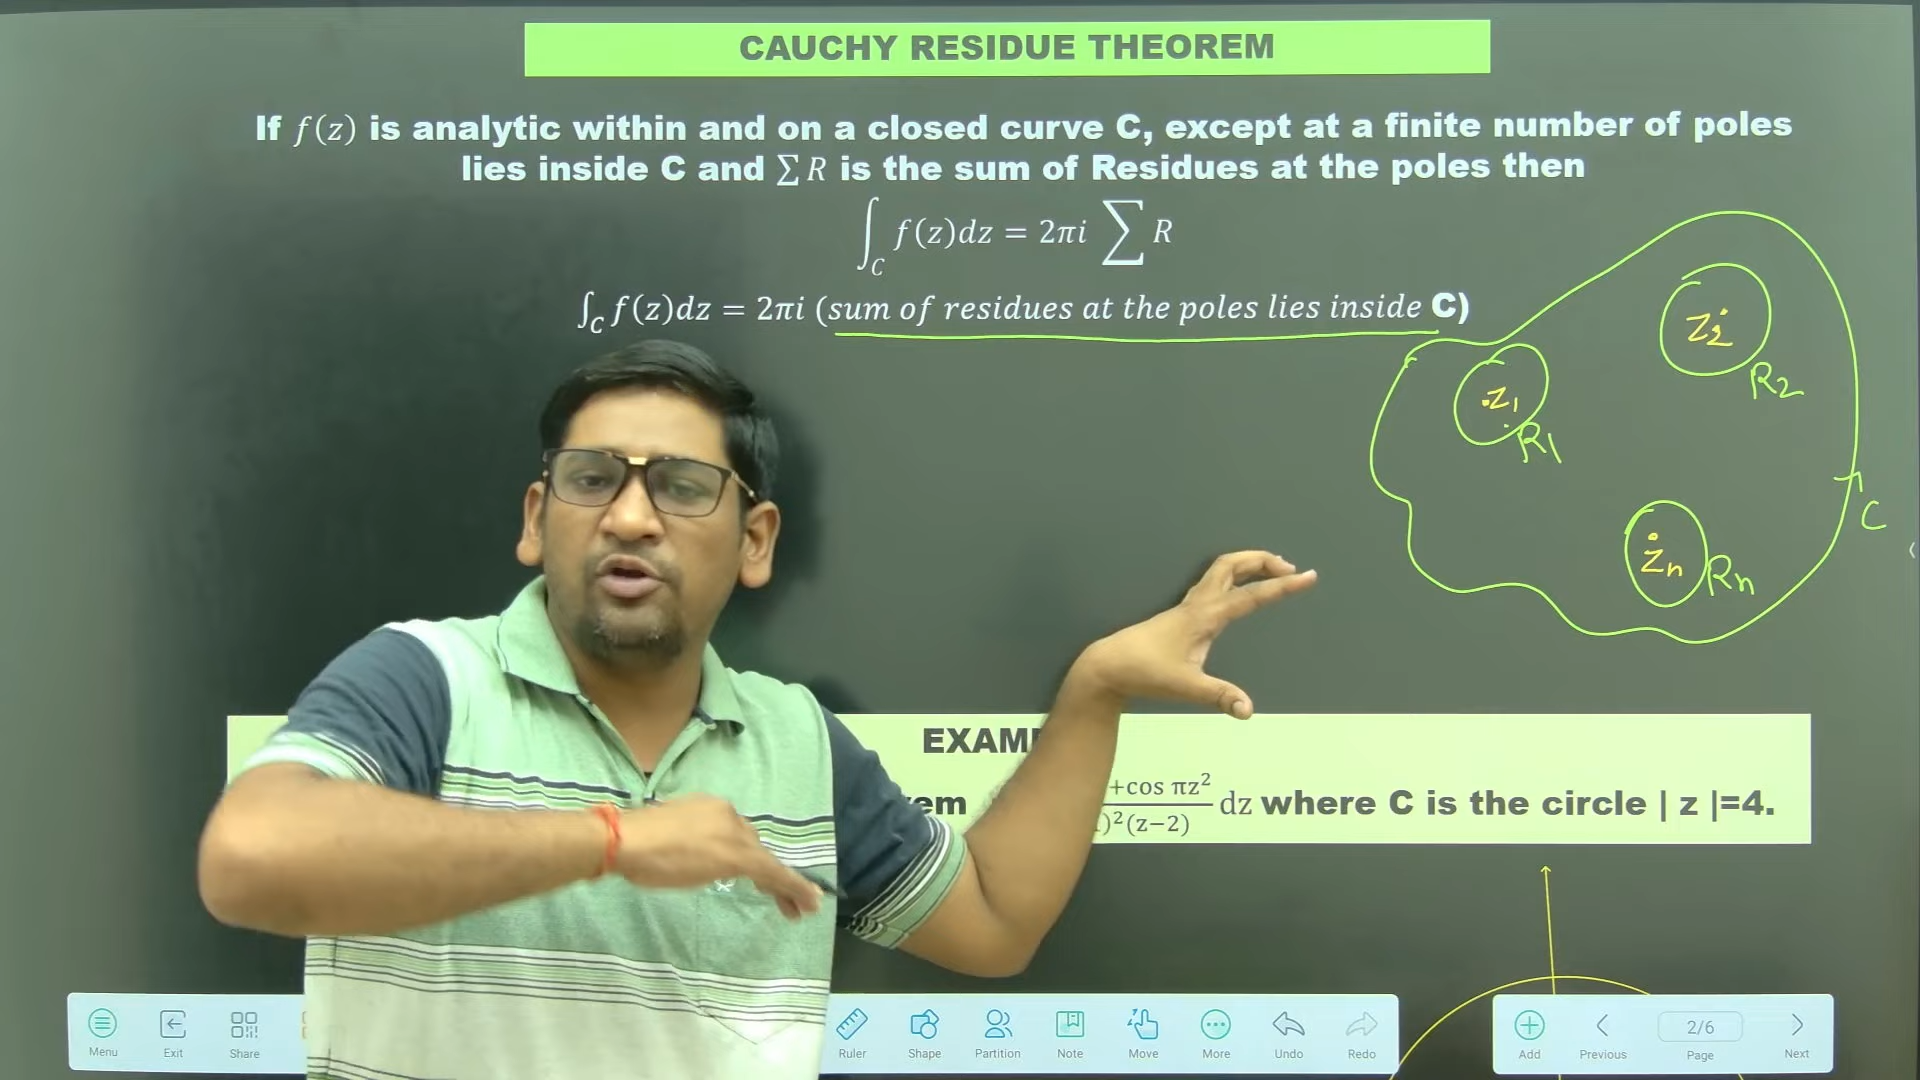 CAUCHY RESIDUE THEOREM
If f(z) is analytic within and on a closed curve C, except at a finite number of poles
lies inside C and ∑R is the sum of Residues at the poles then
∫_C f(z)dz = 2πi ∑ R
∫_C f(z)dz = 2πi (sum of residues at the poles lies inside C)
z₂
R₂
z₁
R₁
C
zₙ
Rₙ
+cos πz²
)²(z−2)
dz where C is the circle | z |=4.
Menu
Exit
Share
Ruler
Shape
Partition
Note
Move
More
Undo
Redo
Add
Previous
2/6
Page
Next